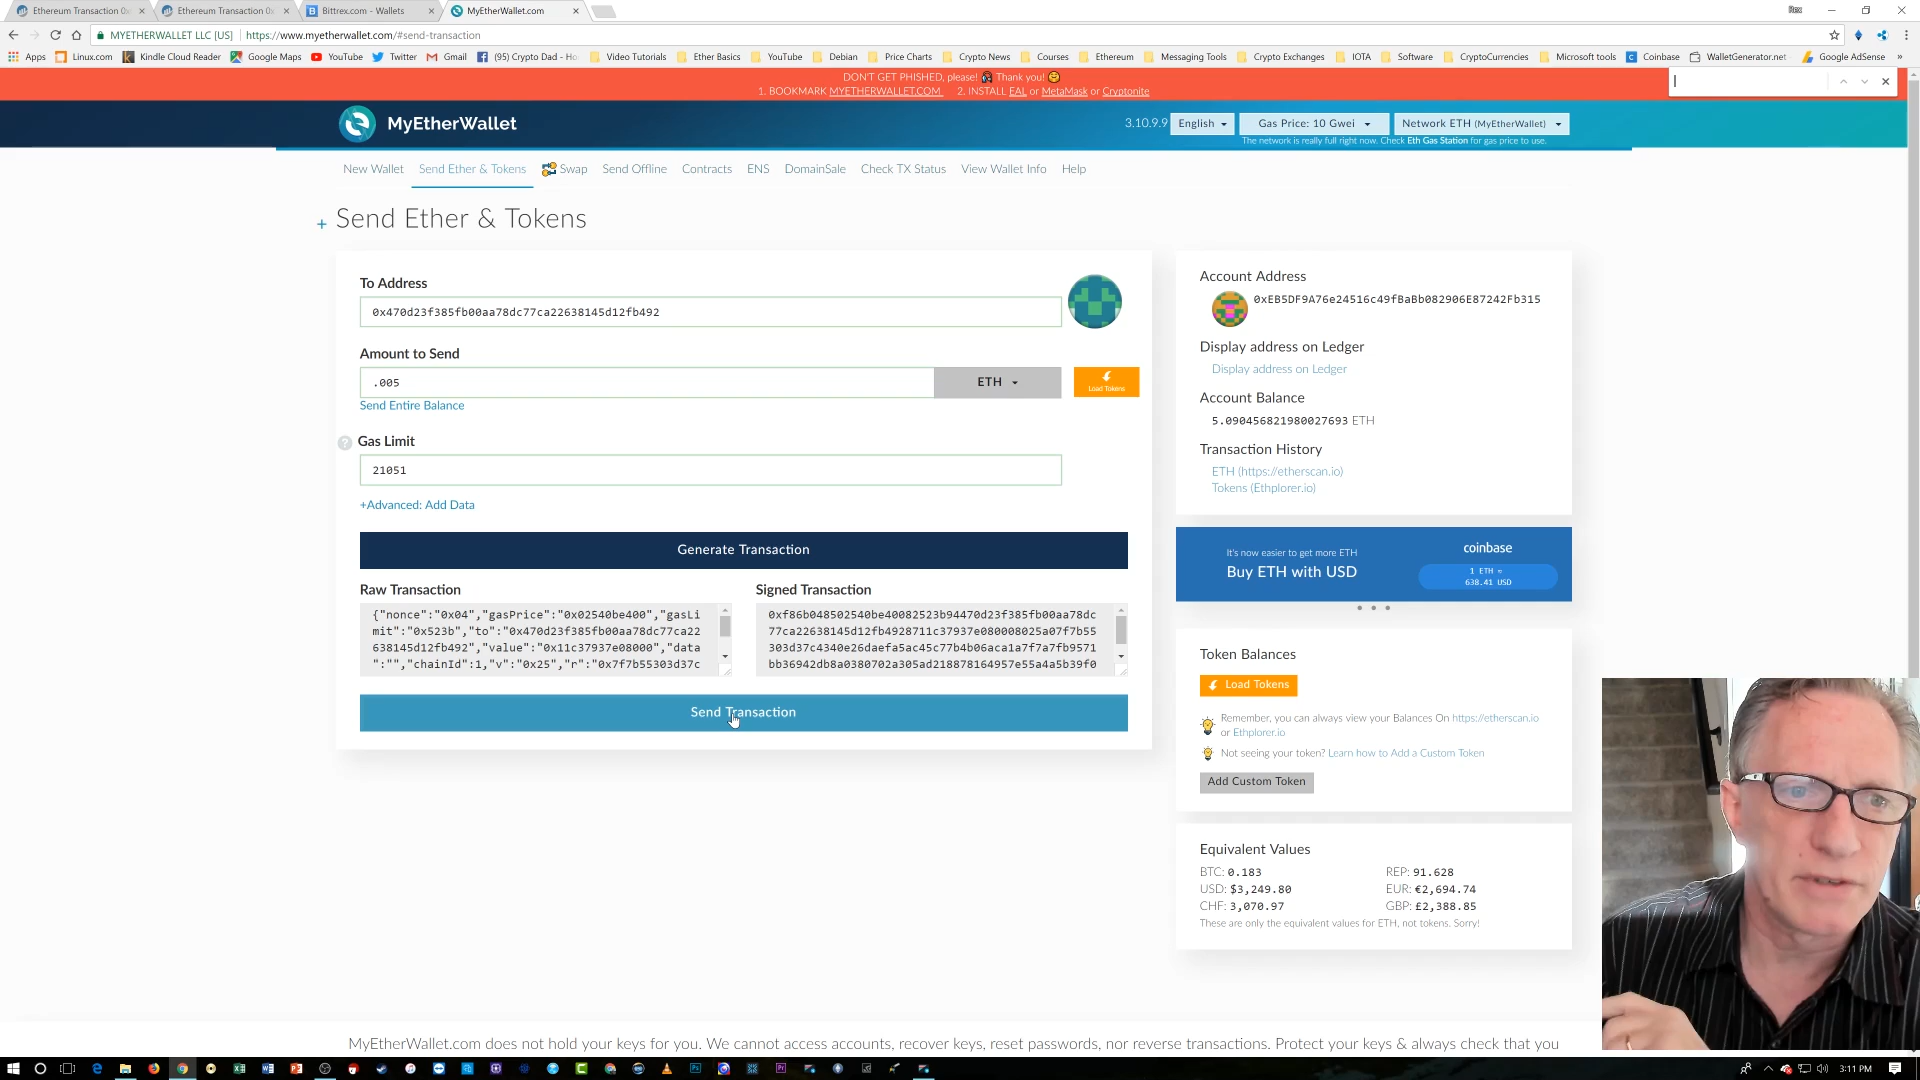 Ethereum Transaction 0x
Ethereum Transaction 0x
Bittrex.com - Wallets
MyEtherWallet.com
MYETHERWALLET LLC [US]
https://www.myetherwallet.com/#send-transaction
Apps
Linux.com
Kindle Cloud Reader
Google Maps
YouTube
Twitter
Gmail
(95) Crypto Dad - Ho
Video Tutorials
Ether Basics
YouTube
Debian
Price Charts
Crypto News
Courses
Ethereum
Messaging Tools
Crypto Exchanges
IOTA
Software
CryptoCurrencies
Microsoft tools
Coinbase
WalletGenerator.net
Google AdSense
DON'T GET PHISHED, please! Thank you!
1. BOOKMARK MYETHERWALLET.COM 2. INSTALL EAL or MetaMask or Cryptonite
MyEtherWallet
3.10.9.9
English
Gas Price: 10 Gwei
Network ETH (MyEtherWallet)
The network is really full right now. Check Eth Gas Station for gas price to use.
New Wallet
Send Ether & Tokens
Swap
Send Offline
Contracts
ENS
DomainSale
Check TX Status
View Wallet Info
Help
+ Send Ether & Tokens
To Address
0x470d23f385fb00aa78dc77ca22638145d12fb492
Amount to Send
.005
ETH
Load Tokens
Send Entire Balance
? Gas Limit
21051
+Advanced: Add Data
Generate Transaction
Raw Transaction
{"nonce":"0x04","gasPrice":"0x02540be400","gasLi
mit":"0x523b","to":"0x470d23f385fb00aa78dc77ca22
638145d12fb492","value":"0x11c37937e08000","data
":"","chainId":1,"v":"0x25","r":"0x7f7b55303d37c
Signed Transaction
0xf86b048502540be40082523b94470d23f385fb00aa78dc
77ca22638145d12fb4928711c37937e080008025a07f7b55
303d37c4340e26daefa5ac45c77b4b06aca1a7f7a7fb9571
bb36942db8a0380702a305ad218878164957e55a4a5b39f0
Send Transaction
Account Address
0xEB5DF9A76e24516c49fBaBb082906E87242Fb315
Display address on Ledger
Display address on Ledger
Account Balance
5.090456821980027693 ETH
Transaction History
ETH (https://etherscan.io)
Tokens (Ethplorer.io)
It's now easier to get more ETH
Buy ETH with USD
coinbase
1 ETH ≈
638.41 USD
Token Balances
Load Tokens
Remember, you can always view your Balances On https://etherscan.io
or Ethplorer.io
Not seeing your token? Learn how to Add a Custom Token
Add Custom Token
Equivalent Values
BTC: 0.183
REP: 91.628
USD: $3,249.80
EUR: €2,694.74
CHF: 3,070.97
GBP: £2,388.85
These are only the equivalent values for ETH, not tokens. Sorry!
MyEtherWallet.com does not hold your keys for you. We cannot access accounts, recover keys, reset passwords, nor reverse transactions. Protect your keys & always check that you
3:11 PM